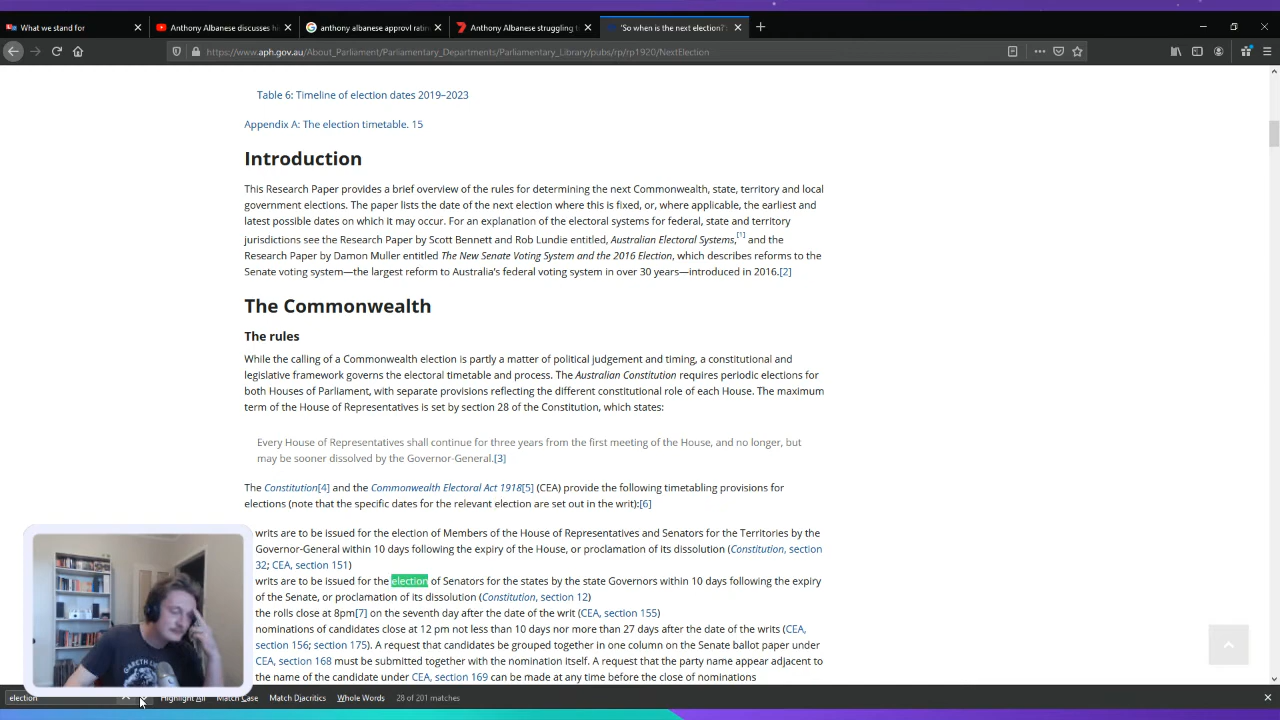 What we stand for
Anthony Albanese discusses hi
anthony albanese approvl ratin
Anthony Albanese struggling t
'So when is the next election?'
https://www.aph.gov.au/About_Parliament/Parliamentary_Departments/Parliamentary_Library/pubs/rp/rp1920/NextElection
Table 6: Timeline of election dates 2019–2023
Appendix A: The election timetable. 15
Introduction
This Research Paper provides a brief overview of the rules for determining the next Commonwealth, state, territory and local
government elections. The paper lists the date of the next election where this is fixed, or, where applicable, the earliest and
latest possible dates on which it may occur. For an explanation of the electoral systems for federal, state and territory
jurisdictions see the Research Paper by Scott Bennett and Rob Lundie entitled, Australian Electoral Systems,[1] and the
Research Paper by Damon Muller entitled The New Senate Voting System and the 2016 Election, which describes reforms to the
Senate voting system—the largest reform to Australia's federal voting system in over 30 years—introduced in 2016.[2]
The Commonwealth
The rules
While the calling of a Commonwealth election is partly a matter of political judgement and timing, a constitutional and
legislative framework governs the electoral timetable and process. The Australian Constitution requires periodic elections for
both Houses of Parliament, with separate provisions reflecting the different constitutional role of each House. The maximum
term of the House of Representatives is set by section 28 of the Constitution, which states:
Every House of Representatives shall continue for three years from the first meeting of the House, and no longer, but
may be sooner dissolved by the Governor-General.[3]
The Constitution[4] and the Commonwealth Electoral Act 1918[5] (CEA) provide the following timetabling provisions for
elections (note that the specific dates for the relevant election are set out in the writ):[6]
writs are to be issued for the election of Members of the House of Representatives and Senators for the Territories by the
Governor-General within 10 days following the expiry of the House, or proclamation of its dissolution (Constitution, section
32; CEA, section 151)
writs are to be issued for the election of Senators for the states by the state Governors within 10 days following the expiry
of the Senate, or proclamation of its dissolution (Constitution, section 12)
the rolls close at 8pm[7] on the seventh day after the date of the writ (CEA, section 155)
nominations of candidates close at 12 pm not less than 10 days nor more than 27 days after the date of the writs (CEA,
section 156; section 175). A request that candidates be grouped together in one column on the Senate ballot paper under
CEA, section 168 must be submitted together with the nomination itself. A request that the party name appear adjacent to
the name of the candidate under CEA, section 169 can be made at any time before the close of nominations
election
Highlight All
Match Case
Match Diacritics
Whole Words
28 of 201 matches